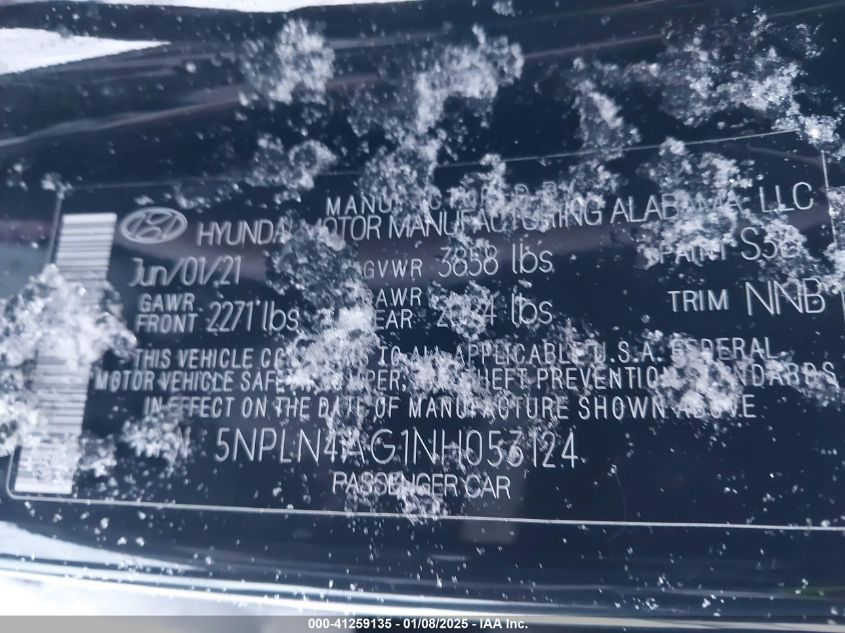 MANUFACTURED BY
HYUNDAI MOTOR MANUFACTURING ALABAMA, LLC
Jun/01/21 GVWR 3858 lbs PAINT
GAWR FRONT 2271 lbs GAWR REAR lbs TRIM NNB
THIS VEHICLE CONFORMS TO ALL APPLICABLE U.S.A. FEDERAL
MOTOR VEHICLE SAFETY, BUMPER, AND THEFT PREVENTION STANDARDS
IN EFFECT ON THE DATE OF MANUFACTURE SHOWN ABOVE
5NPLN4AG1NH053124
PASSENGER CAR
000-41259135 - 01/08/2025 - IAA Inc.